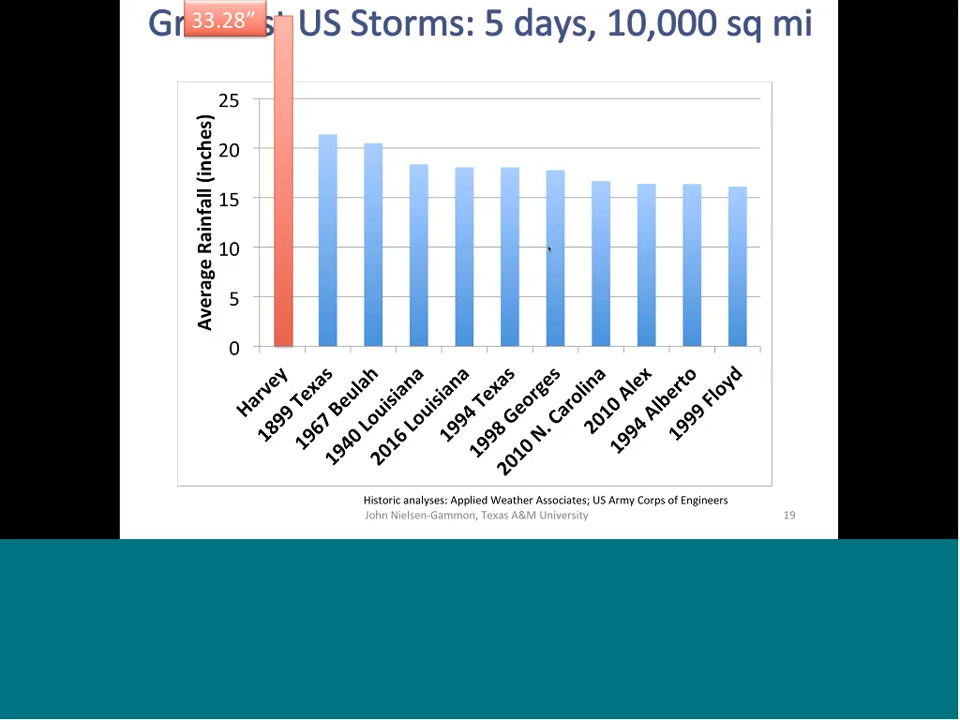 Gr st US Storms: 5 days, 10,000 sq mi
33.28”
Average Rainfall (inches)
25
20
15
10
5
0
Harvey
1899 Texas
1967 Beulah
1940 Louisiana
2016 Louisiana
1994 Texas
1998 Georges
2010 N. Carolina
2010 Alex
1994 Alberto
1999 Floyd
Historic analyses: Applied Weather Associates; US Army Corps of Engineers
John Nielsen-Gammon, Texas A&M University
19